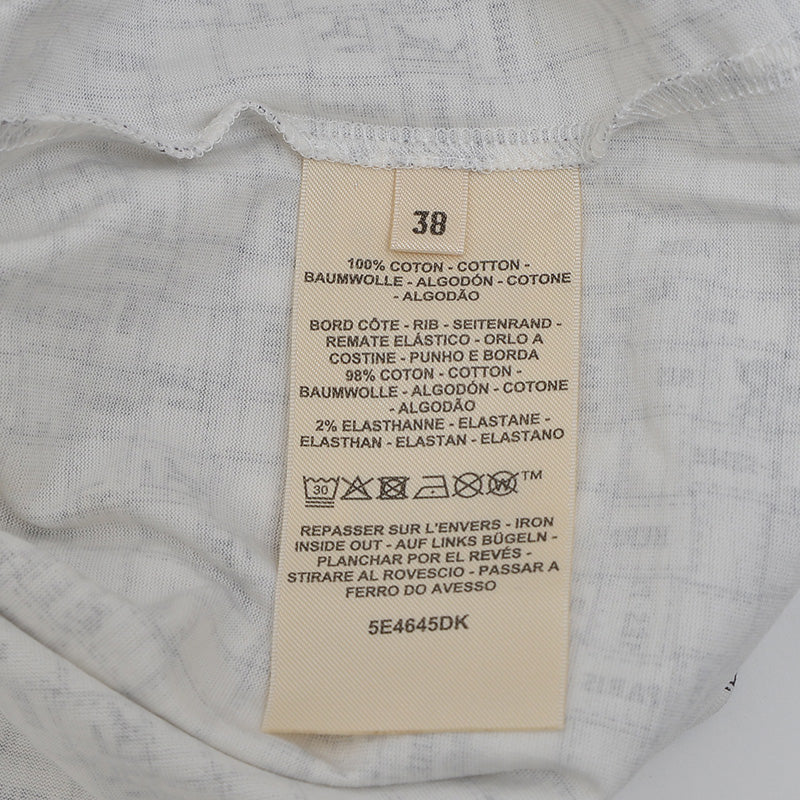 38
100% COTON - COTTON -
BAUMWOLLE - ALGODÓN - COTONE
- ALGODÃO
BORD CÔTE - RIB - SEITENRAND -
REMATE ELÁSTICO - ORLO A
COSTINE - PUNHO E BORDA
98% COTON - COTTON -
BAUMWOLLE - ALGODÓN - COTONE
- ALGODÃO
2% ELASTHANNE - ELASTANE -
ELASTHAN - ELASTAN - ELASTANO
30 W TM
REPASSER SUR L'ENVERS - IRON
INSIDE OUT - AUF LINKS BÜGELN -
PLANCHAR POR EL REVÉS -
STIRARE AL ROVESCIO - PASSAR A
FERRO DO AVESSO
5E4645DK
PARIS